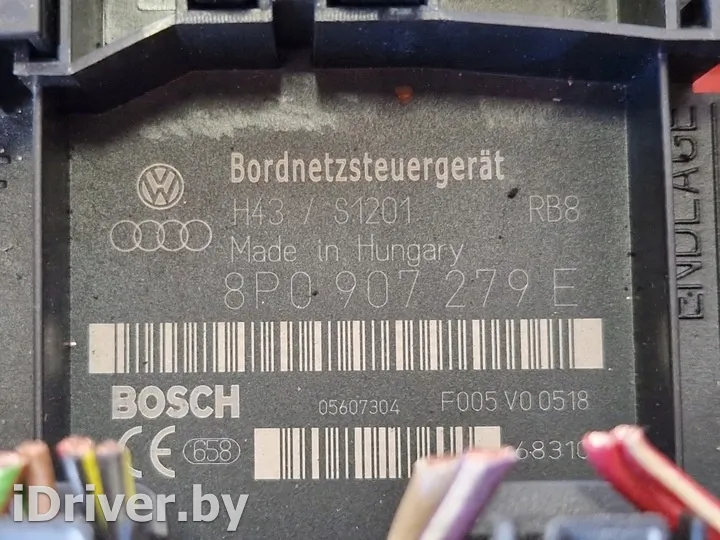 Bordnetzsteuergerät
H43 / S1201 RB8
Made in Hungary
8P0 907 279 E
BOSCH 05607304 F005 V0 0518
CE 658
68310
ENDLAGE
iDriver.by